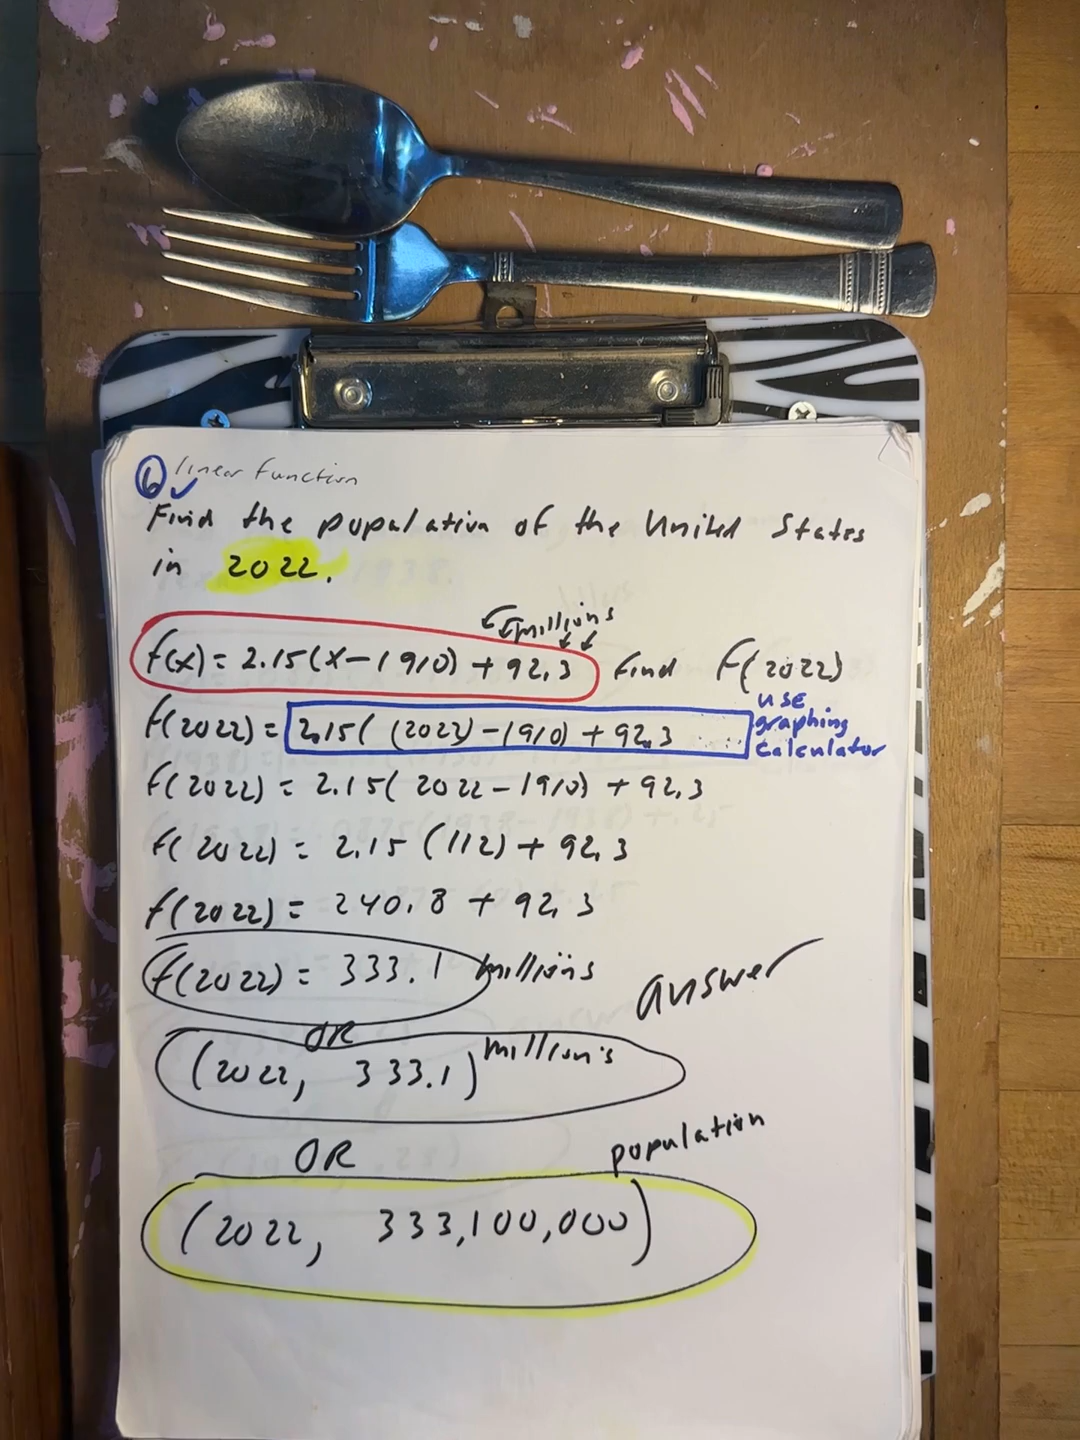 6 linear function
Find the population of the United States
in 2022.
millions
f(x) = 2.15(x-1910) + 92.3 Find f(2022)
f(2022) = 2.15( (2022) -1910) + 92.3
use
graphing
calculator
f(2022) = 2.15( 2022 - 1910) + 92.3
f(2022) = 2.15 (112) + 92.3
f(2022) = 240.8 + 92.3
f(2022) = 333.1 millions
answer
OR
(2022, 333.1) millions
OR
population
(2022, 333,100,000)